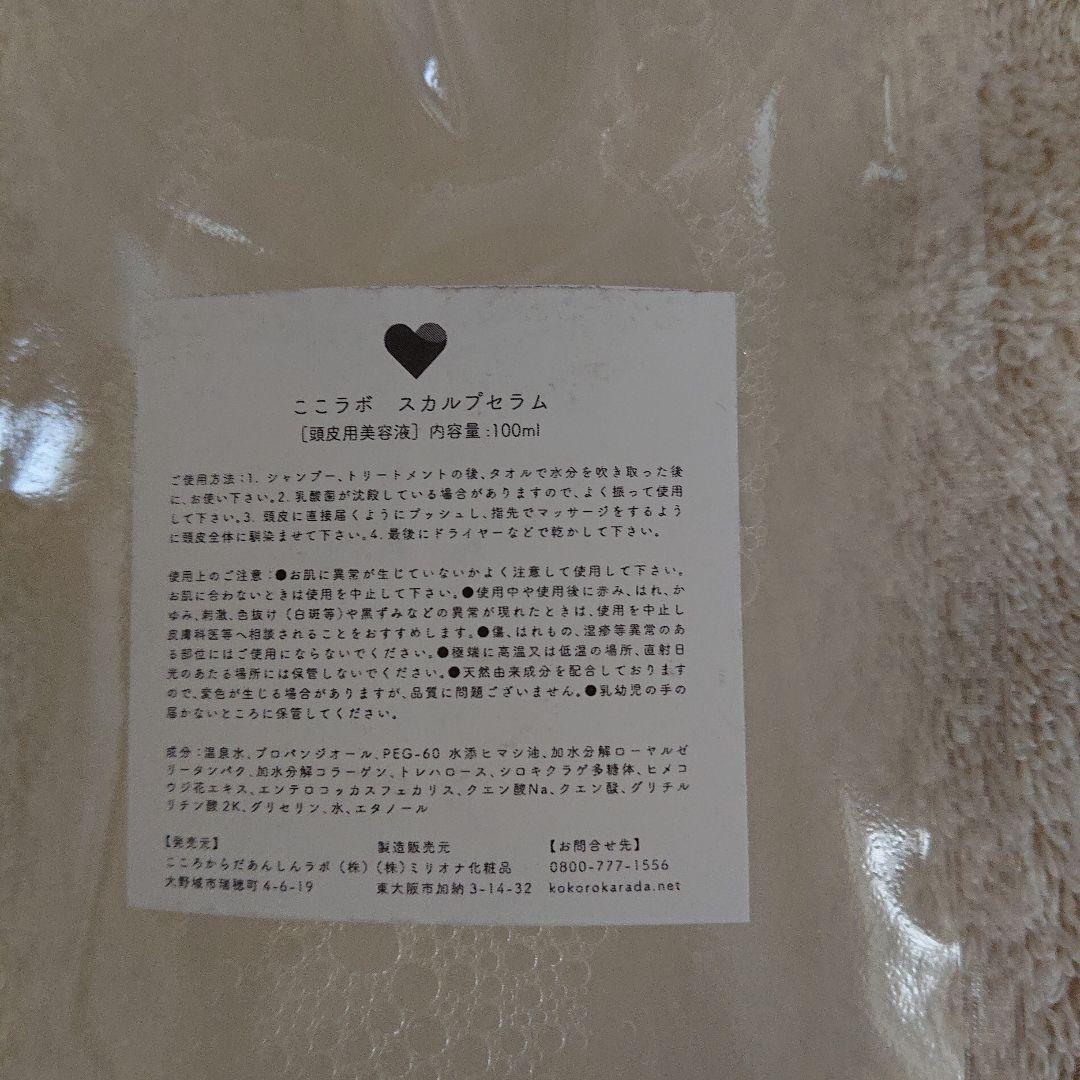 ここラボ　スカルプセラム
［頭皮用美容液］内容量:100ml
ご使用方法：1. シャンプー、トリートメントの後、タオルで水分を吹き取った後
に、お使い下さい。2. 乳酸菌が沈殿している場合がありますので、よく振って使用
して下さい。3. 頭皮に直接届くようにプッシュし、指先でマッサージをするよう
に頭皮全体に馴染ませて下さい。4. 最後にドライヤーなどで乾かして下さい。
使用上のご注意：●お肌に異常が生じていないかよく注意して使用して下さい。
お肌に合わないときは使用を中止して下さい。●使用中や使用後に赤み、はれ、か
ゆみ、刺激、色抜け（白斑等）や黒ずみなどの異常が現れたときは、使用を中止し
皮膚科医等へ相談されることをおすすめします。●傷、はれもの、湿疹等異常のあ
る部位にはご使用にならないでください。●極端に高温又は低温の場所、直射日
光のあたる場所には保管しないでください。●天然由来成分を配合しております
ので、変色が生じる場合がありますが、品質に問題ございません。●乳幼児の手の
届かないところに保管してください。
成分：温泉水、プロパンジオール、PEG-60 水添ヒマシ油、加水分解ローヤルゼ
リータンパク、加水分解コラーゲン、トレハロース、シロキクラゲ多糖体、ヒメコ
ウジ花エキス、エンテロコッカスフェカリス、クエン酸Na、クエン酸、グリチル
リチン酸2K、グリセリン、水、エタノール
【発売元】　製造販売元　【お問合せ先】
こころからだあんしんラボ（株）（株）ミリオナ化粧品　0800-777-1556
大野城市瑞穂町4-6-19　東大阪市加納3-14-32　kokorokarada.net